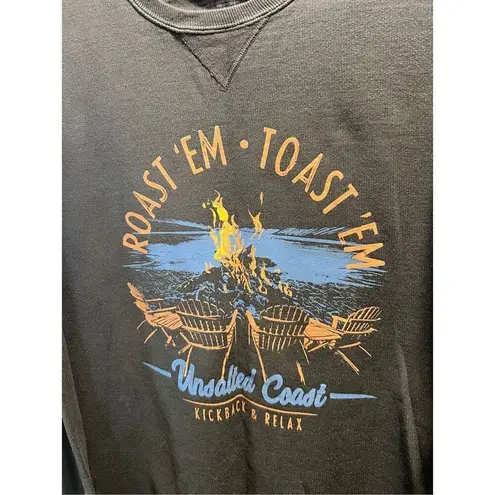 ROAST 'EM • TOAST 'EM
Unsalted Coast
KICKBACK & RELAX